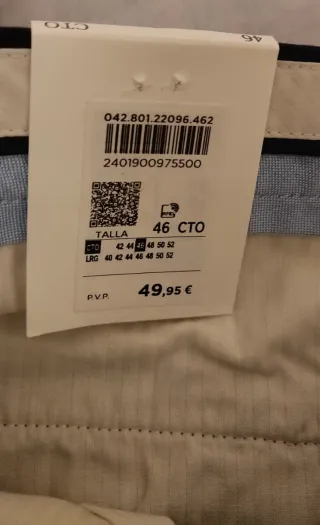 CTO 46
042.801.22096.462
2401900975500
46 CTO
TALLA
CTO 42 44 46 48 50 52
LRG 40 42 44 46 48 50 52
P.V.P. 49,95 €